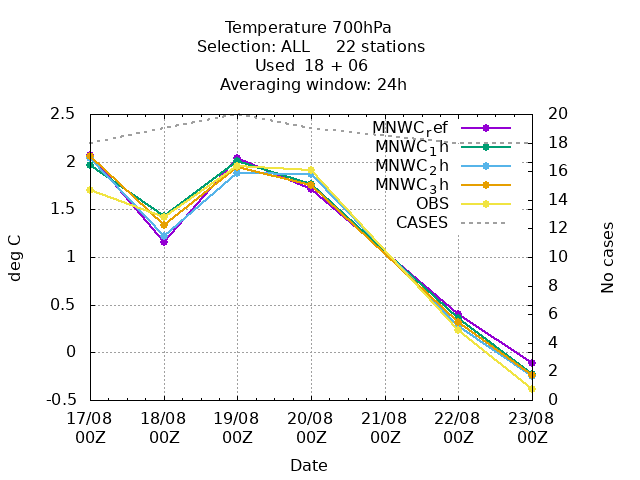 Temperature 700hPa
Selection: ALL 22 stations
Used 18 + 06
Averaging window: 24h
2.5
2
1.5
1
0.5
0
-0.5
20
18
16
14
12
10
8
6
4
2
0
deg C
No cases
MNWC_ref
MNWC_1h
MNWC_2h
MNWC_3h
OBS
CASES
17/08 18/08 19/08 20/08 21/08 22/08 23/08
00Z 00Z 00Z 00Z 00Z 00Z 00Z
Date